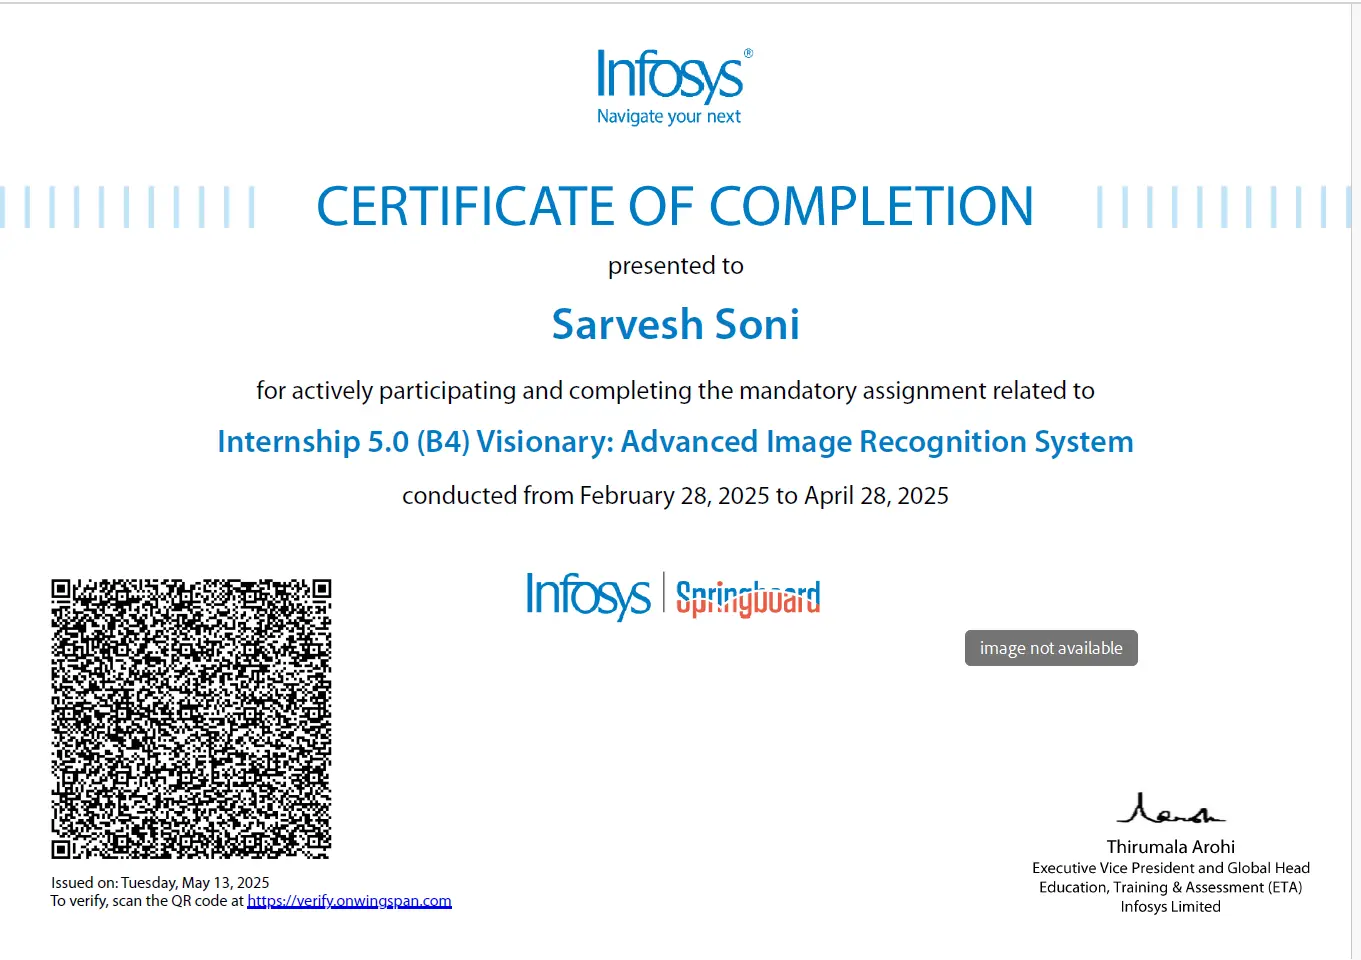 Infosys®
Navigate your next
CERTIFICATE OF COMPLETION
presented to
Sarvesh Soni
for actively participating and completing the mandatory assignment related to
Internship 5.0 (B4) Visionary: Advanced Image Recognition System
conducted from February 28, 2025 to April 28, 2025
Infosys | Springboard
image not available
Thirumala Arohi
Executive Vice President and Global Head
Education, Training & Assessment (ETA)
Infosys Limited
Issued on: Tuesday, May 13, 2025
To verify, scan the QR code at https://verify.onwingspan.com